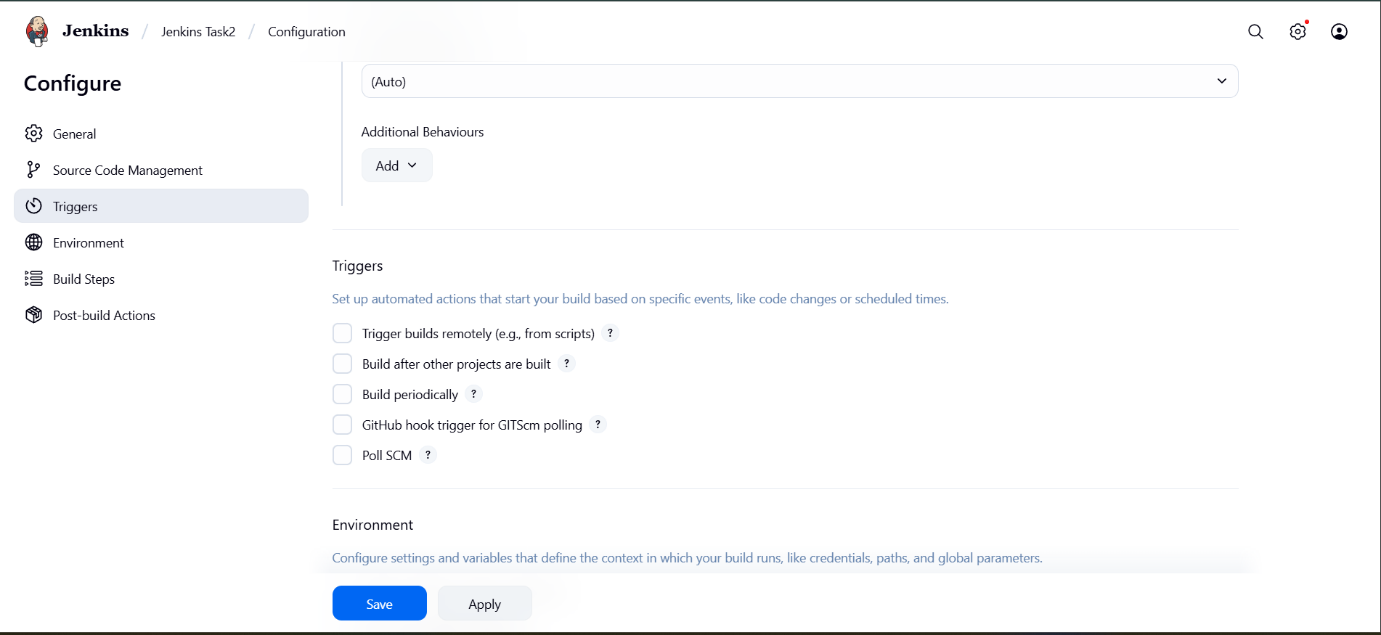 Jenkins / Jenkins Task2 / Configuration
Configure
General
Source Code Management
Triggers
Environment
Build Steps
Post-build Actions
(Auto)
Additional Behaviours
Add
Triggers
Set up automated actions that start your build based on specific events, like code changes or scheduled times.
Trigger builds remotely (e.g., from scripts) ?
Build after other projects are built ?
Build periodically ?
GitHub hook trigger for GITScm polling ?
Poll SCM ?
Environment
Configure settings and variables that define the context in which your build runs, like credentials, paths, and global parameters.
Save Apply